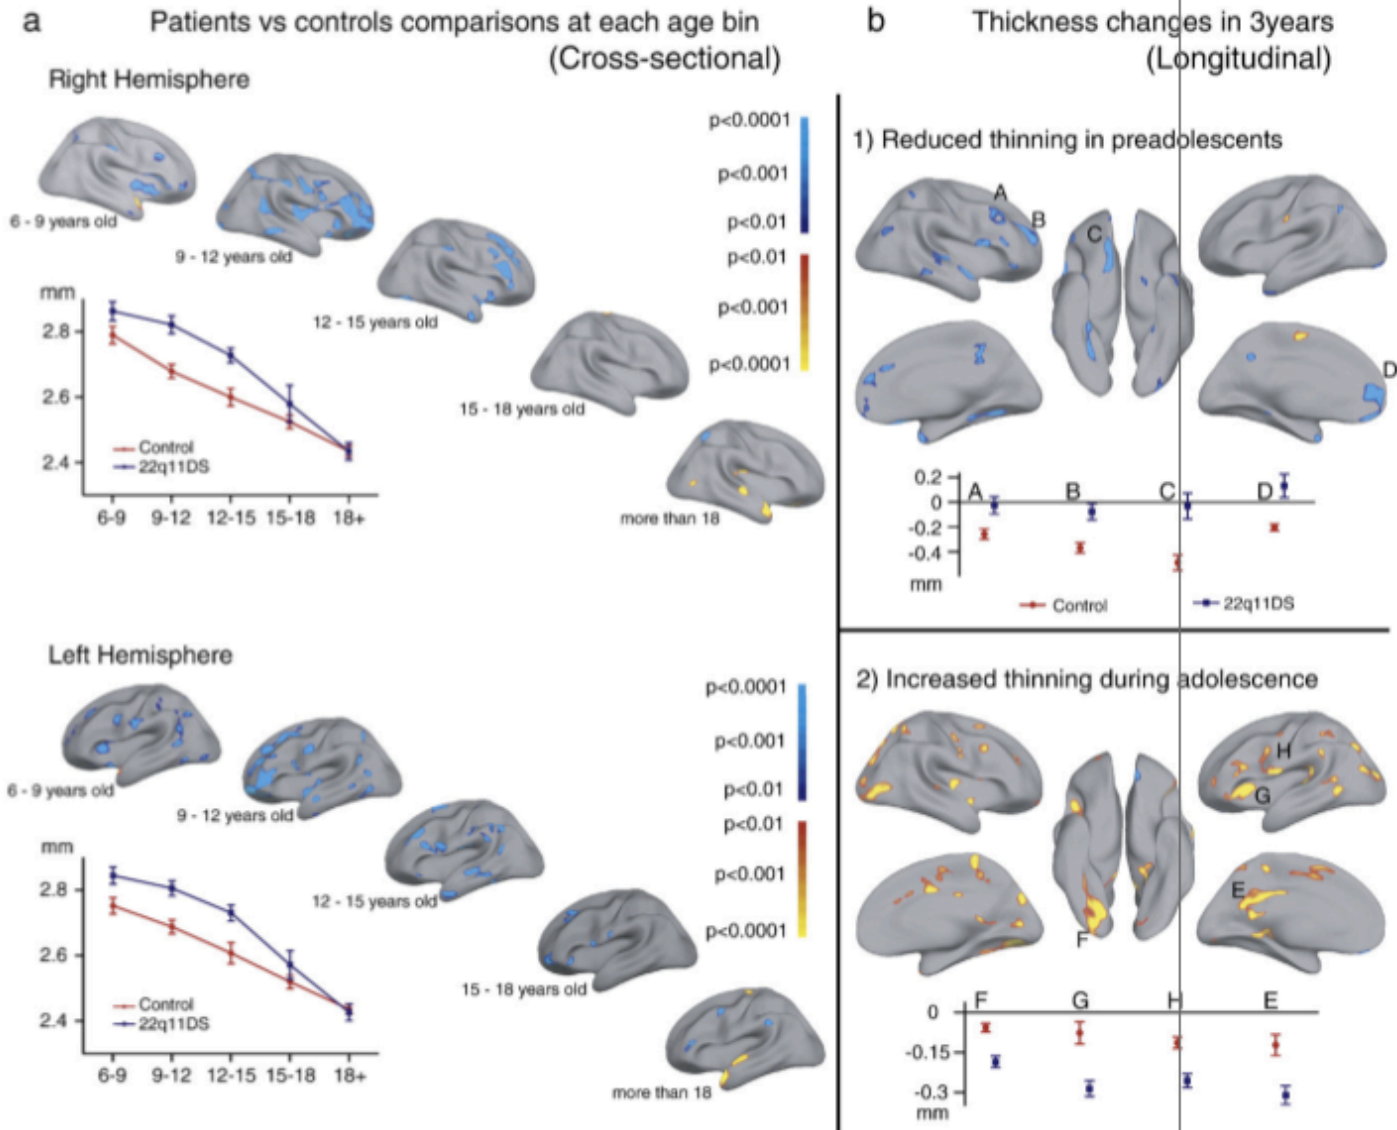 a
Patients vs controls comparisons at each age bin
(Cross-sectional)
Right Hemisphere
6 - 9 years old
9 - 12 years old
12 - 15 years old
15 - 18 years old
more than 18
p<0.0001
p<0.001
p<0.01
p<0.01
p<0.001
p<0.0001
mm
2.8
2.6
2.4
Control
22q11DS
6-9 9-12 12-15 15-18 18+
Left Hemisphere
6 - 9 years old
9 - 12 years old
12 - 15 years old
15 - 18 years old
more than 18
p<0.0001
p<0.001
p<0.01
p<0.01
p<0.001
p<0.0001
mm
2.8
2.6
2.4
Control
22q11DS
6-9 9-12 12-15 15-18 18+
b
Thickness changes in 3years
(Longitudinal)
1) Reduced thinning in preadolescents
A
B
C
D
0.2
0
-0.2
-0.4
mm
A B C D
Control 22q11DS
2) Increased thinning during adolescence
H
G
E
F
F G H E
0
-0.15
-0.3
mm